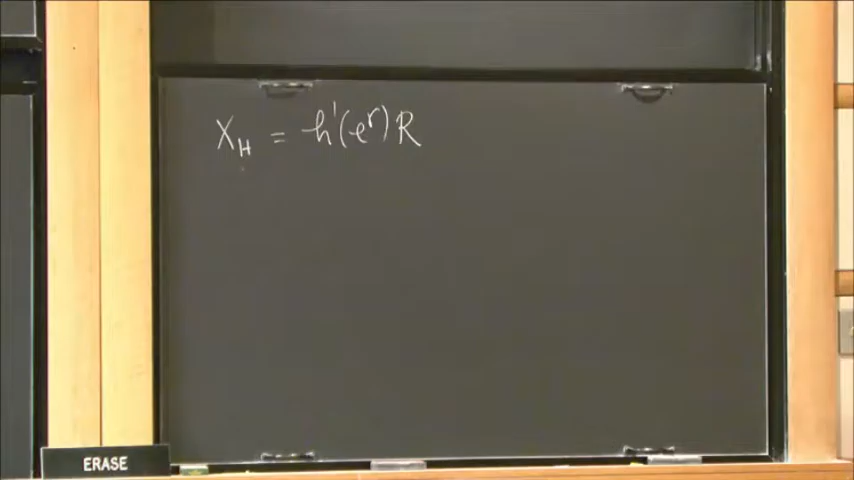 X_H = h'(e^r) R
ERASE